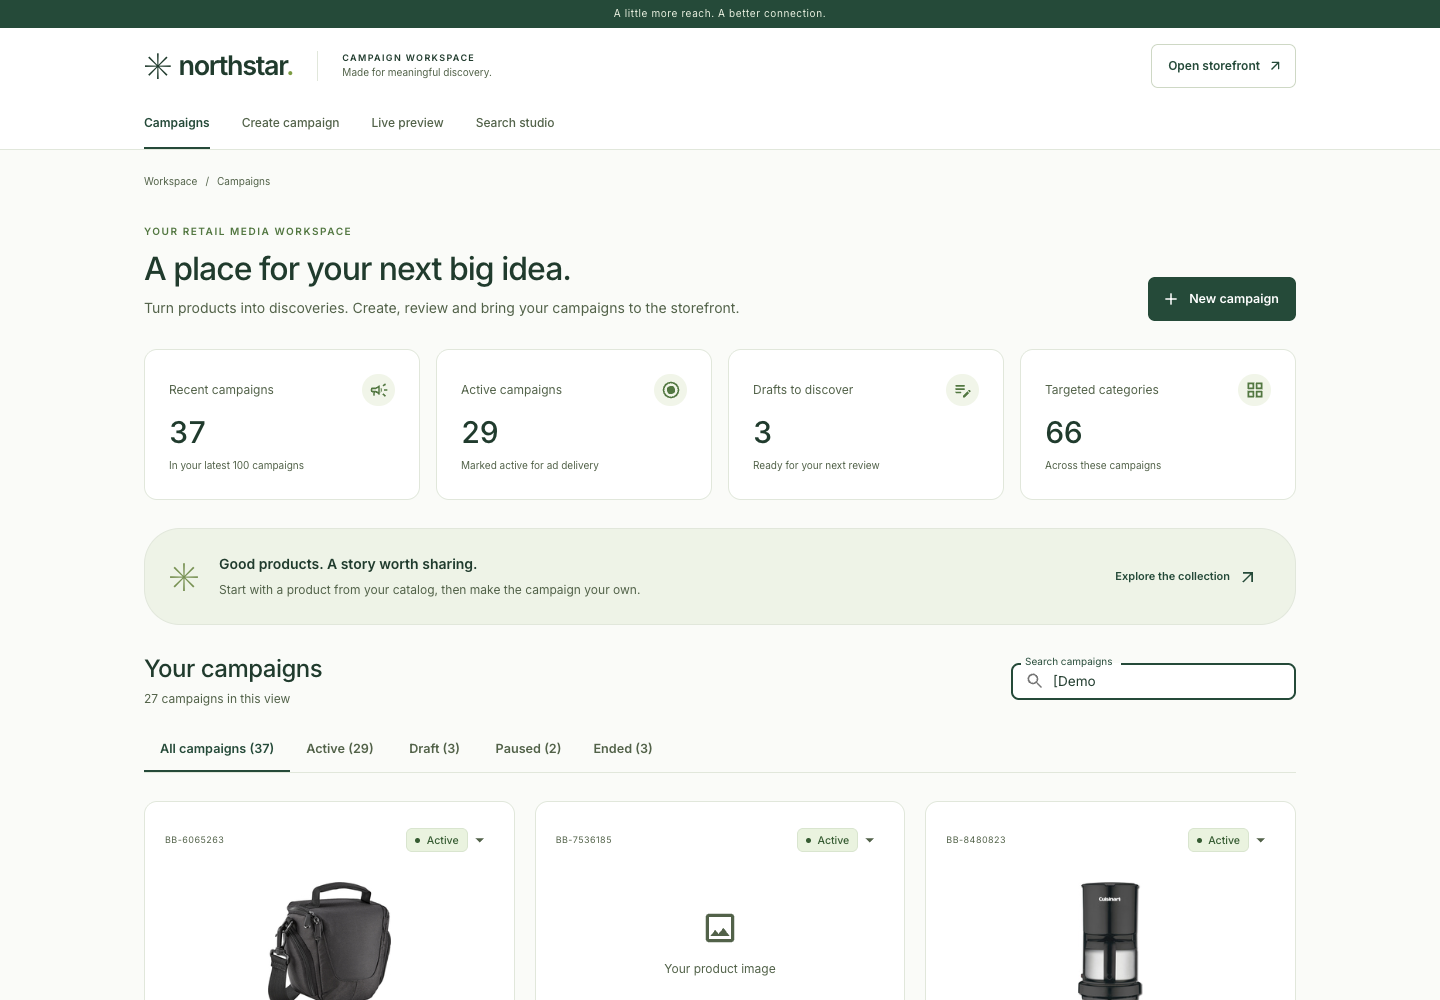 A little more reach. A better connection.
northstar.
CAMPAIGN WORKSPACE
Made for meaningful discovery.
Open storefront
Campaigns
Create campaign
Live preview
Search studio
Workspace / Campaigns
YOUR RETAIL MEDIA WORKSPACE
A place for your next big idea.
Turn products into discoveries. Create, review and bring your campaigns to the storefront.
New campaign
Recent campaigns
37
In your latest 100 campaigns
Active campaigns
29
Marked active for ad delivery
Drafts to discover
3
Ready for your next review
Targeted categories
66
Across these campaigns
Good products. A story worth sharing.
Start with a product from your catalog, then make the campaign your own.
Explore the collection
Your campaigns
27 campaigns in this view
Search campaigns
[Demo
All campaigns (37)
Active (29)
Draft (3)
Paused (2)
Ended (3)
BB-6065263
Active
BB-7536185
Active
Your product image
BB-8480823
Active
Cuisinart